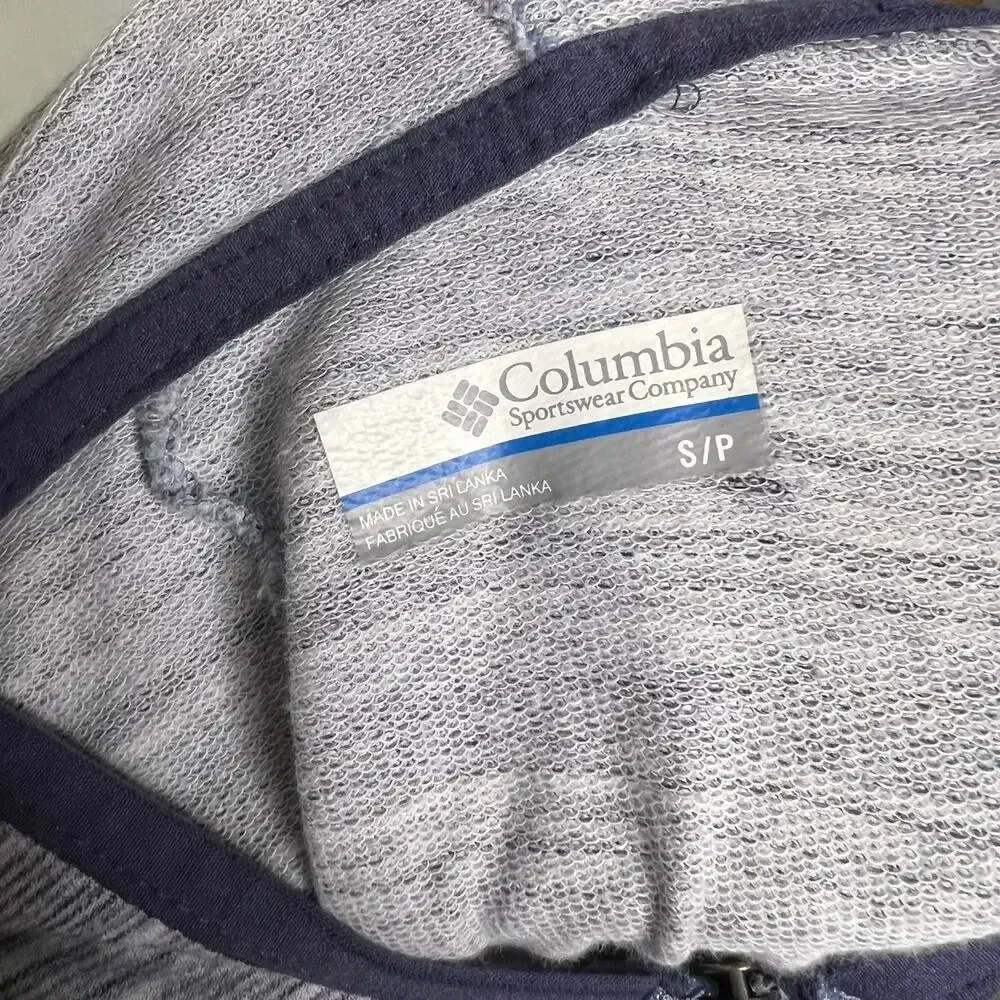 Columbia
Sportswear Company
S/P
MADE IN SRI LANKA
FABRIQUÉ AU SRI LANKA